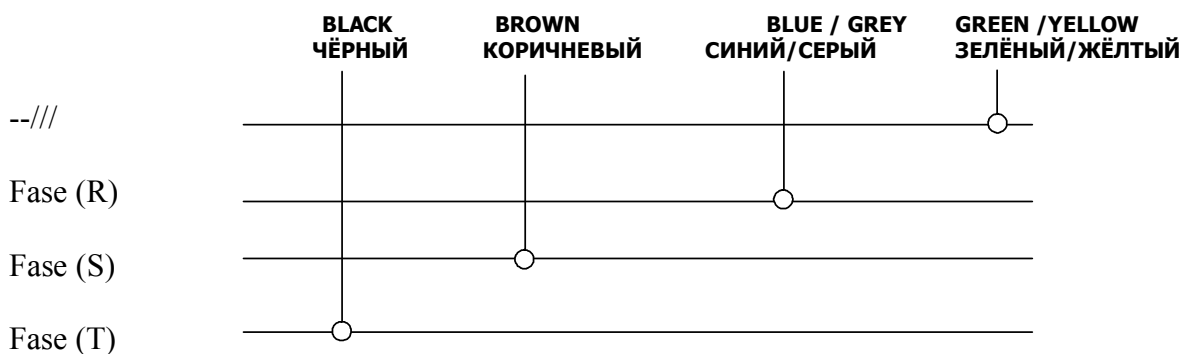 BLACK BROWN BLUE / GREY GREEN /YELLOW
ЧЁРНЫЙ КОРИЧНЕВЫЙ СИНИЙ/СЕРЫЙ ЗЕЛЁНЫЙ/ЖЁЛТЫЙ
--///
Fase (R)
Fase (S)
Fase (T)